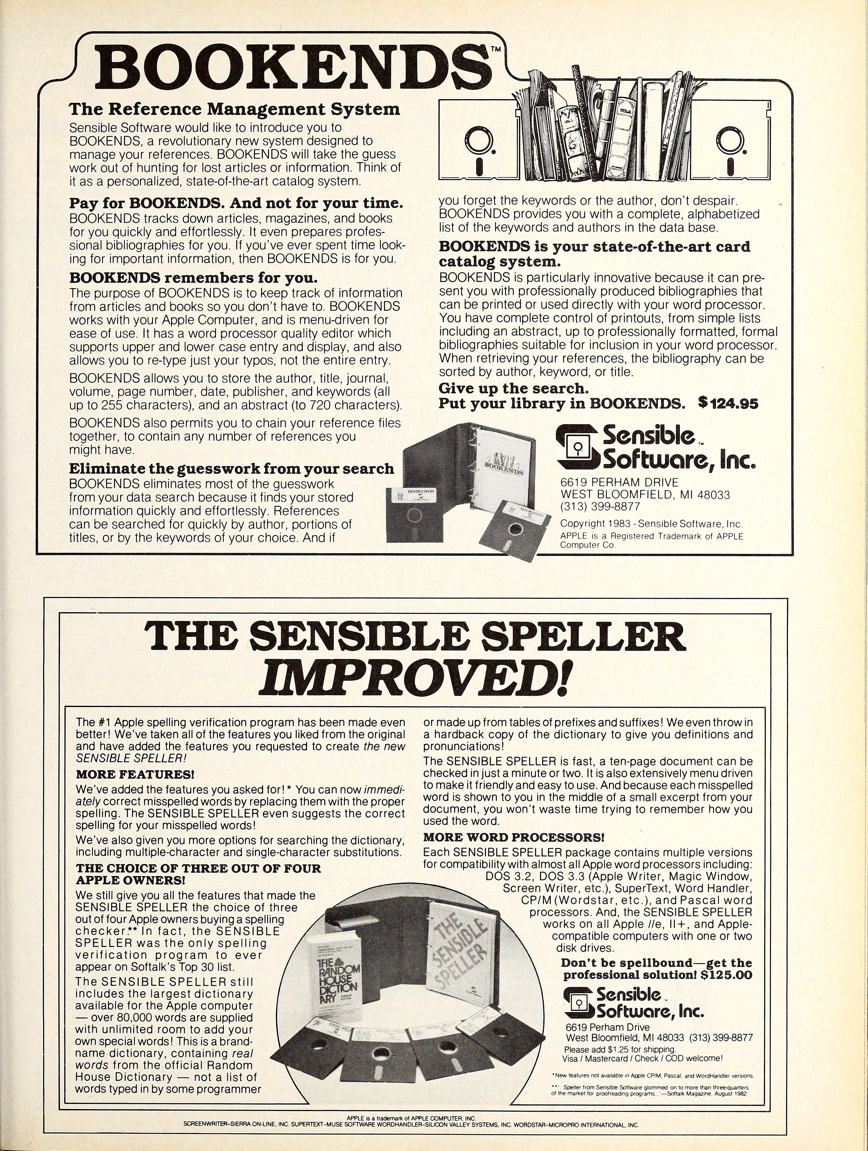 BOOKENDS™
The Reference Management System
Sensible Software would like to introduce you to
BOOKENDS, a revolutionary new system designed to
manage your references. BOOKENDS will take the guess
work out of hunting for lost articles or information. Think of
it as a personalized, state-of-the-art catalog system.
Pay for BOOKENDS. And not for your time.
BOOKENDS tracks down articles, magazines, and books
for you quickly and effortlessly. It even prepares profes-
sional bibliographies for you. If you've ever spent time look-
ing for important information, then BOOKENDS is for you.
BOOKENDS remembers for you.
The purpose of BOOKENDS is to keep track of information
from articles and books so you don't have to. BOOKENDS
works with your Apple Computer, and is menu-driven for
ease of use. It has a word processor quality editor which
supports upper and lower case entry and display, and also
allows you to re-type just your typos, not the entire entry.
BOOKENDS allows you to store the author, title, journal,
volume, page number, date, publisher, and keywords (all
up to 255 characters), and an abstract (to 720 characters).
BOOKENDS also permits you to chain your reference files
together, to contain any number of references you
might have.
Eliminate the guesswork from your search
BOOKENDS eliminates most of the guesswork
from your data search because it finds your stored
information quickly and effortlessly. References
can be searched for quickly by author, portions of
titles, or by the keywords of your choice. And if
you forget the keywords or the author, don't despair.
BOOKENDS provides you with a complete, alphabetized
list of the keywords and authors in the data base.
BOOKENDS is your state-of-the-art card
catalog system.
BOOKENDS is particularly innovative because it can pre-
sent you with professionally produced bibliographies that
can be printed or used directly with your word processor.
You have complete control of printouts, from simple lists
including an abstract, up to professionally formatted, formal
bibliographies suitable for inclusion in your word processor.
When retrieving your references, the bibliography can be
sorted by author, keyword, or title.
Give up the search.
Put your library in BOOKENDS. $124.95
BOOKENDS
BOOKENDS
Sensible™
Software, Inc.
6619 PERHAM DRIVE
WEST BLOOMFIELD, MI 48033
(313) 399-8877
Copyright 1983 - Sensible Software, Inc.
APPLE is a Registered Trademark of APPLE
Computer Co.
THE SENSIBLE SPELLER
IMPROVED!
The #1 Apple spelling verification program has been made even
better! We've taken all of the features you liked from the original
and have added the features you requested to create the new
SENSIBLE SPELLER!
MORE FEATURES!
We've added the features you asked for!* You can now immedi-
ately correct misspelled words by replacing them with the proper
spelling. The SENSIBLE SPELLER even suggests the correct
spelling for your misspelled words!
We've also given you more options for searching the dictionary,
including multiple-character and single-character substitutions.
THE CHOICE OF THREE OUT OF FOUR
APPLE OWNERS!
We still give you all the features that made the
SENSIBLE SPELLER the choice of three
out of four Apple owners buying a spelling
checker.** In fact, the SENSIBLE
SPELLER was the only spelling
verification program to ever
appear on Softalk's Top 30 list.
The SENSIBLE SPELLER still
includes the largest dictionary
available for the Apple computer
— over 80,000 words are supplied
with unlimited room to add your
own special words! This is a brand-
name dictionary, containing real
words from the official Random
House Dictionary — not a list of
words typed in by some programmer
or made up from tables of prefixes and suffixes! We even throw in
a hardback copy of the dictionary to give you definitions and
pronunciations!
The SENSIBLE SPELLER is fast, a ten-page document can be
checked in just a minute or two. It is also extensively menu driven
to make it friendly and easy to use. And because each misspelled
word is shown to you in the middle of a small excerpt from your
document, you won't waste time trying to remember how you
used the word.
MORE WORD PROCESSORS!
Each SENSIBLE SPELLER package contains multiple versions
for compatibility with almost all Apple word processors including:
DOS 3.2, DOS 3.3 (Apple Writer, Magic Window,
Screen Writer, etc.), SuperText, Word Handler,
CP/M (Wordstar, etc.), and Pascal word
processors. And, the SENSIBLE SPELLER
works on all Apple //e, II+, and Apple-
compatible computers with one or two
disk drives.
Don't be spellbound—get the
professional solution! $125.00
THE
RANDOM
HOUSE
DICTION
ARY
THE
SENSIBLE
SPELLER
Sensible™
Software, Inc.
6619 Perham Drive
West Bloomfield, MI 48033 (313) 399-8877
Please add $1.25 for shipping.
Visa / Mastercard / Check / COD welcome!
*New features not available in Apple CP/M, Pascal, and WordHandler versions.
**"...Speller from Sensible Software glommed on to more than three-quarters
of the market for proofreading programs..."—Softalk Magazine, August 1982
APPLE is a trademark of APPLE COMPUTER, INC.
SCREENWRITER–SIERRA ON-LINE, INC. SUPERTEXT–MUSE SOFTWARE WORDHANDLER–SILICON VALLEY SYSTEMS, INC. WORDSTAR–MICROPRO INTERNATIONAL, INC.